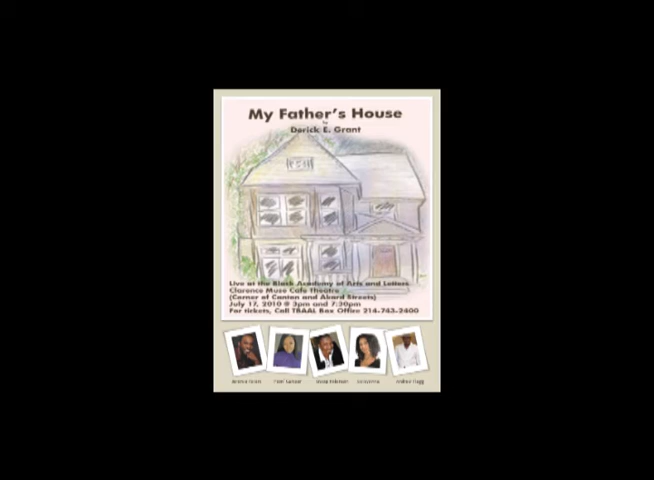 My Father's House
by
Derick E. Grant
Live at the Black Academy of Arts and Letters
Clarence Muse Cafe Theatre
(Corner of Canton and Akard Streets)
July 17, 2010 @ 3pm and 7:30pm
For tickets, Call TBAAL Box Office 214-743-2400